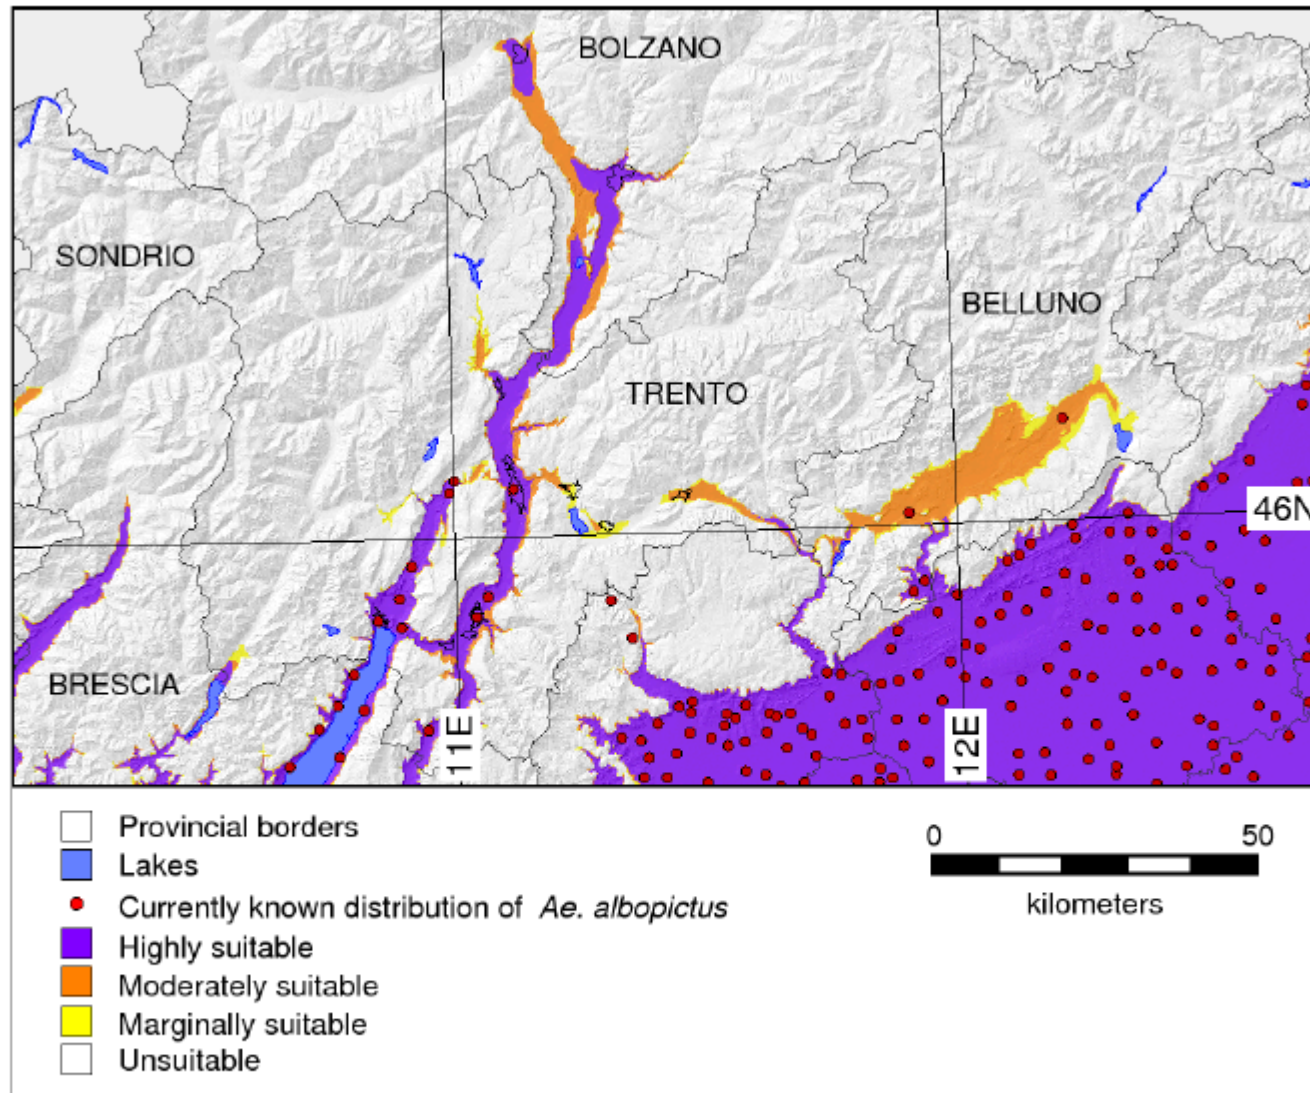 BOLZANO
SONDRIO
BELLUNO
TRENTO
46N
BRESCIA
11E
12E
Provincial borders
Lakes
Currently known distribution of Ae. albopictus
Highly suitable
Moderately suitable
Marginally suitable
Unsuitable
0 50
kilometers